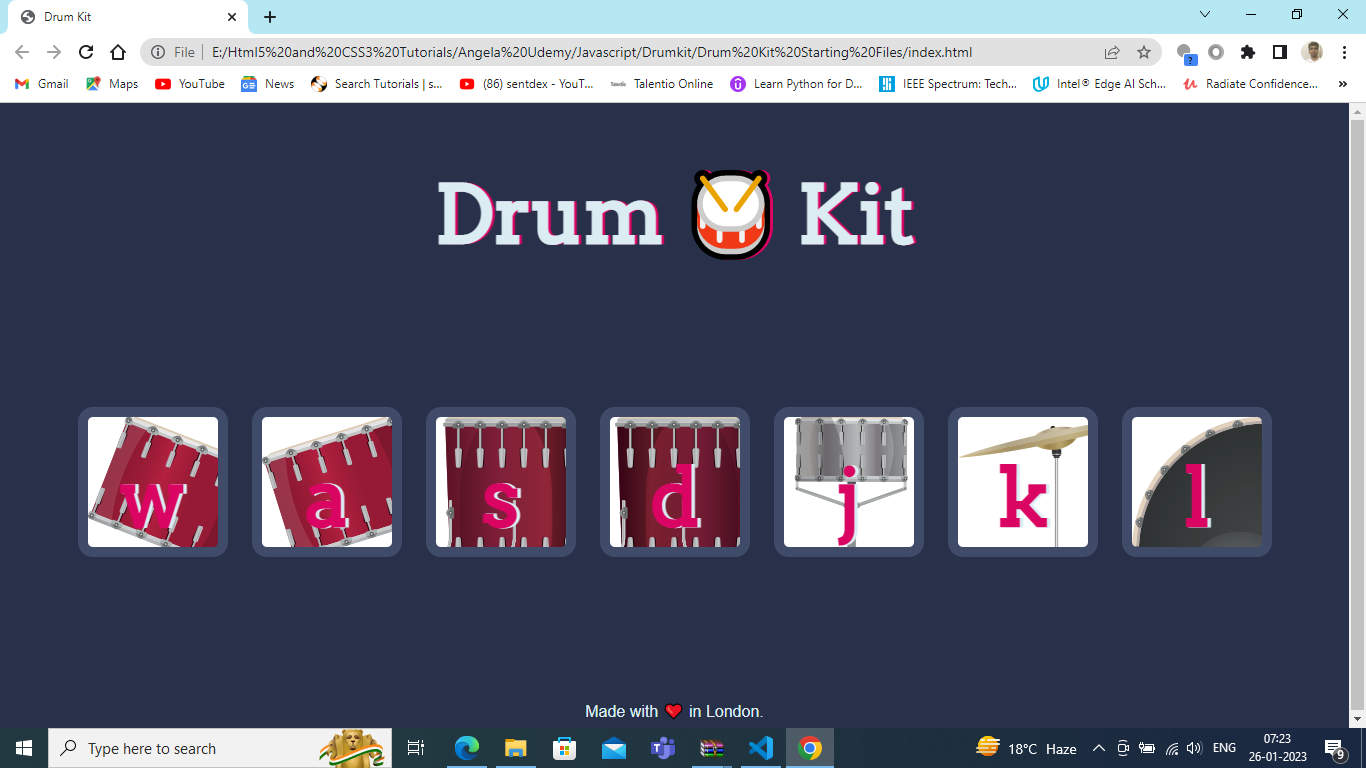 Drum Kit
File E:/Html5%20and%20CSS3%20Tutorials/Angela%20Udemy/Javascript/Drumkit/Drum%20Kit%20Starting%20Files/index.html
Gmail Maps YouTube News Search Tutorials | s... (86) sentdex - YouT... Talentio Online Learn Python for D... IEEE Spectrum: Tech... Intel® Edge AI Sch... Radiate Confidence... »
Drum 🥁 Kit
w a s d j k l
Made with ❤️ in London.
Type here to search
18°C Haze ENG
07:23
26-01-2023
9